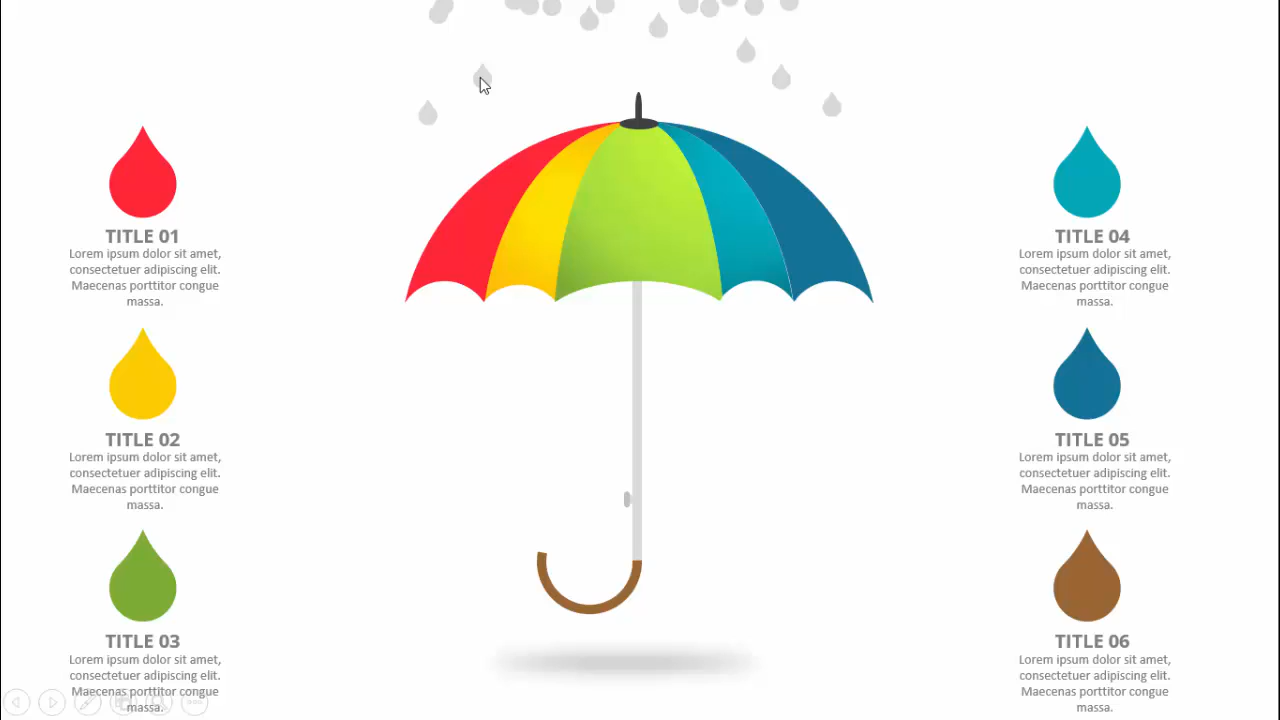 TITLE 01
Lorem ipsum dolor sit amet,
consectetuer adipiscing elit.
Maecenas porttitor congue
massa.
TITLE 02
Lorem ipsum dolor sit amet,
consectetuer adipiscing elit.
Maecenas porttitor congue
massa.
TITLE 03
Lorem ipsum dolor sit amet,
consectetuer adipiscing elit.
Maecenas porttitor congue
massa.
TITLE 04
Lorem ipsum dolor sit amet,
consectetuer adipiscing elit.
Maecenas porttitor congue
massa.
TITLE 05
Lorem ipsum dolor sit amet,
consectetuer adipiscing elit.
Maecenas porttitor congue
massa.
TITLE 06
Lorem ipsum dolor sit amet,
consectetuer adipiscing elit.
Maecenas porttitor congue
massa.